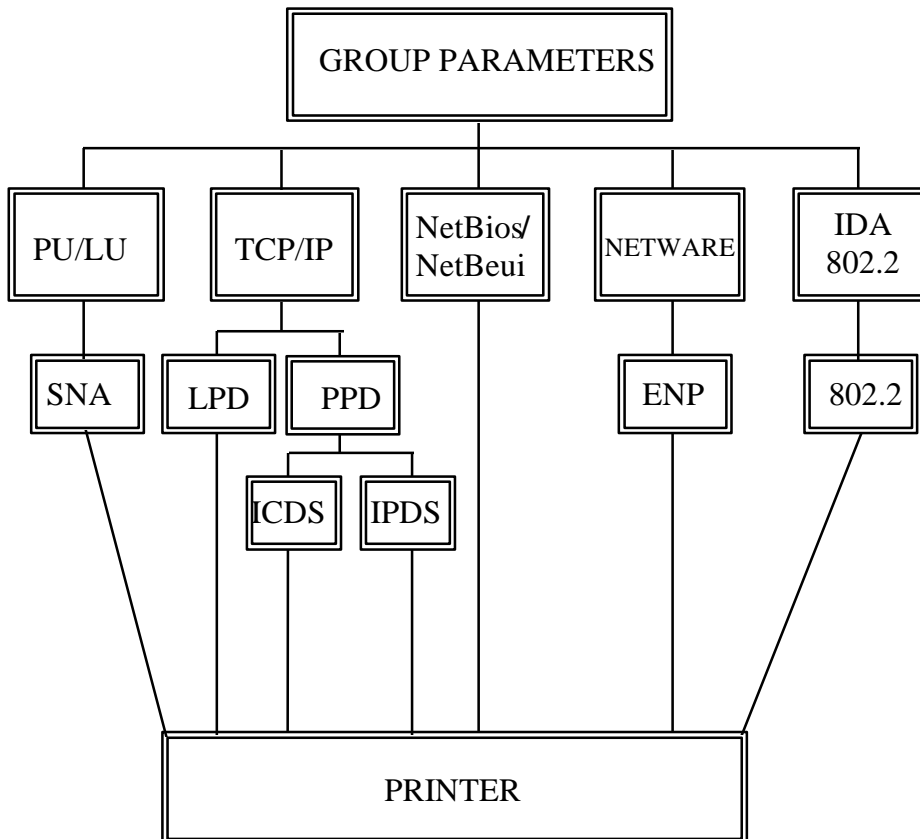 GROUP PARAMETERS
PU/LU
TCP/IP
NetBios/
NetBeui
NETWARE
IDA
802.2
SNA
LPD
PPD
ENP
802.2
ICDS
IPDS
PRINTER